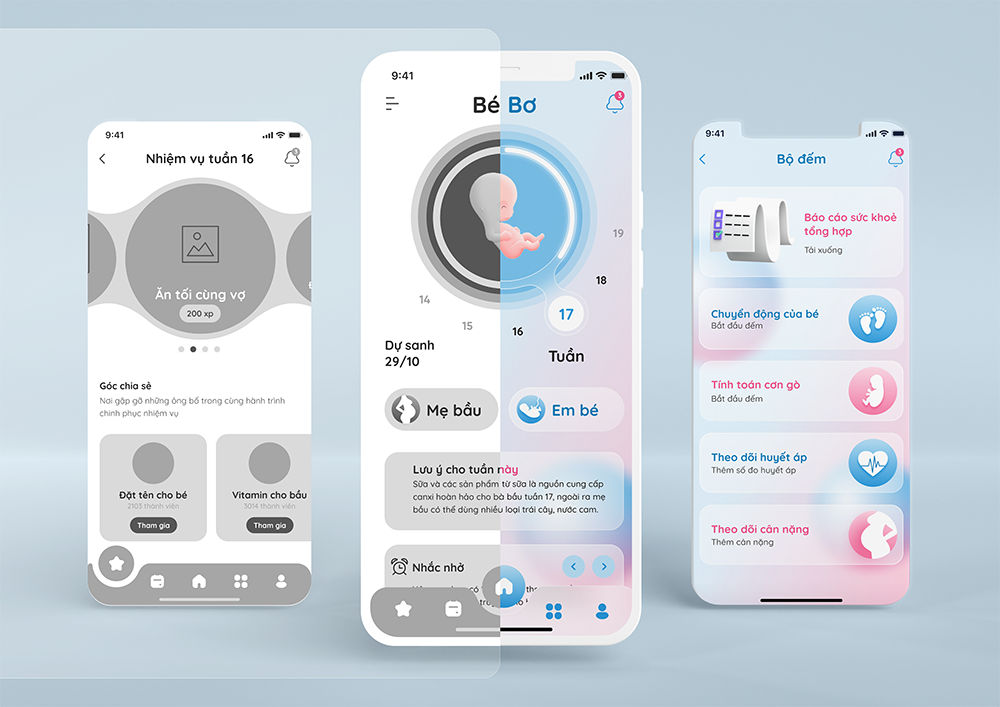 9:41
Nhiệm vụ tuần 16
3
Ăn tối cùng vợ
200 xp
Góc chia sẻ
Nơi gặp gỡ những ông bố trong cùng hành trình
chinh phục nhiệm vụ
Đặt tên cho bé
2103 thành viên
Tham gia
Vitamin cho bầu
3014 thành viên
Tham gia
9:41
Bé Bơ
3
14
15
16
17
18
19
Tuần
Dự sanh
29/10
Mẹ bầu
Em bé
Lưu ý cho tuần này
Sữa và các sản phẩm từ sữa là nguồn cung cấp
canxi hoàn hảo cho bà bầu tuần 17, ngoài ra mẹ
bầu có thể dùng nhiều loại trái cây, nước cam.
Nhắc nhở
9:41
Bộ đếm
3
Báo cáo sức khoẻ
tổng hợp
Tải xuống
Chuyển động của bé
Bắt đầu đếm
Tính toán cơn gò
Bắt đầu đếm
Theo dõi huyết áp
Thêm số đo huyết áp
Theo dõi cân nặng
Thêm cân nặng